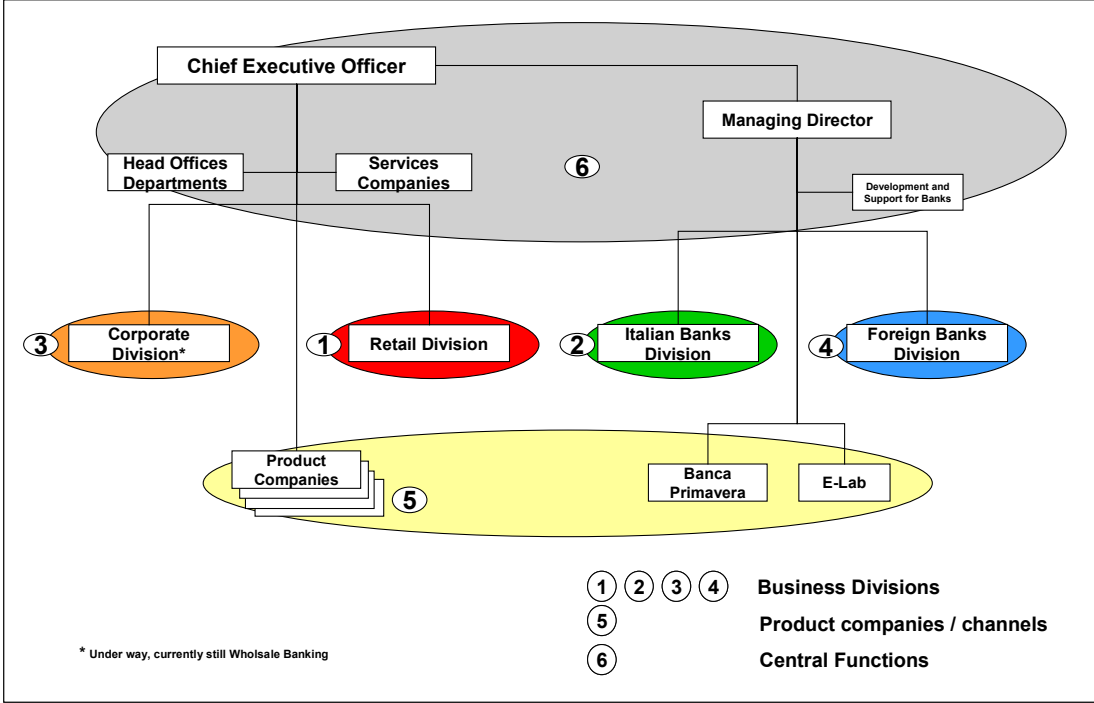 Chief Executive Officer
Managing Director
Head Offices
Departments
Services
Companies
6
Development and
Support for Banks
3
Corporate
Division*
1
Retail Division
2
Italian Banks
Division
4
Foreign Banks
Division
Product
Companies
5
Banca
Primavera
E-Lab
1 2 3 4 Business Divisions
5 Product companies / channels
6 Central Functions
* Under way, currently still Wholsale Banking